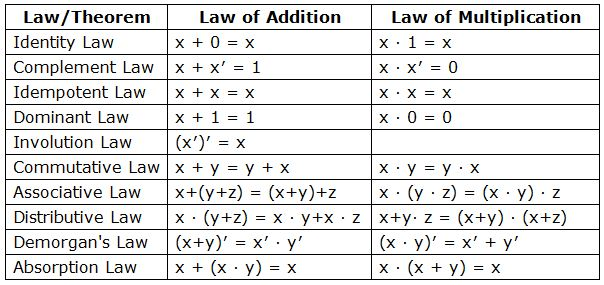 Law/Theorem Law of Addition Law of Multiplication
Identity Law x + 0 = x x · 1 = x
Complement Law x + x′ = 1 x · x′ = 0
Idempotent Law x + x = x x · x = x
Dominant Law x + 1 = 1 x · 0 = 0
Involution Law (x′)′ = x
Commutative Law x + y = y + x x · y = y · x
Associative Law x+(y+z) = (x+y)+z x · (y · z) = (x · y) · z
Distributive Law x · (y+z) = x · y+x · z x+y· z = (x+y) · (x+z)
Demorgan's Law (x+y)′ = x′ · y′ (x · y)′ = x′ + y′
Absorption Law x + (x · y) = x x · (x + y) = x